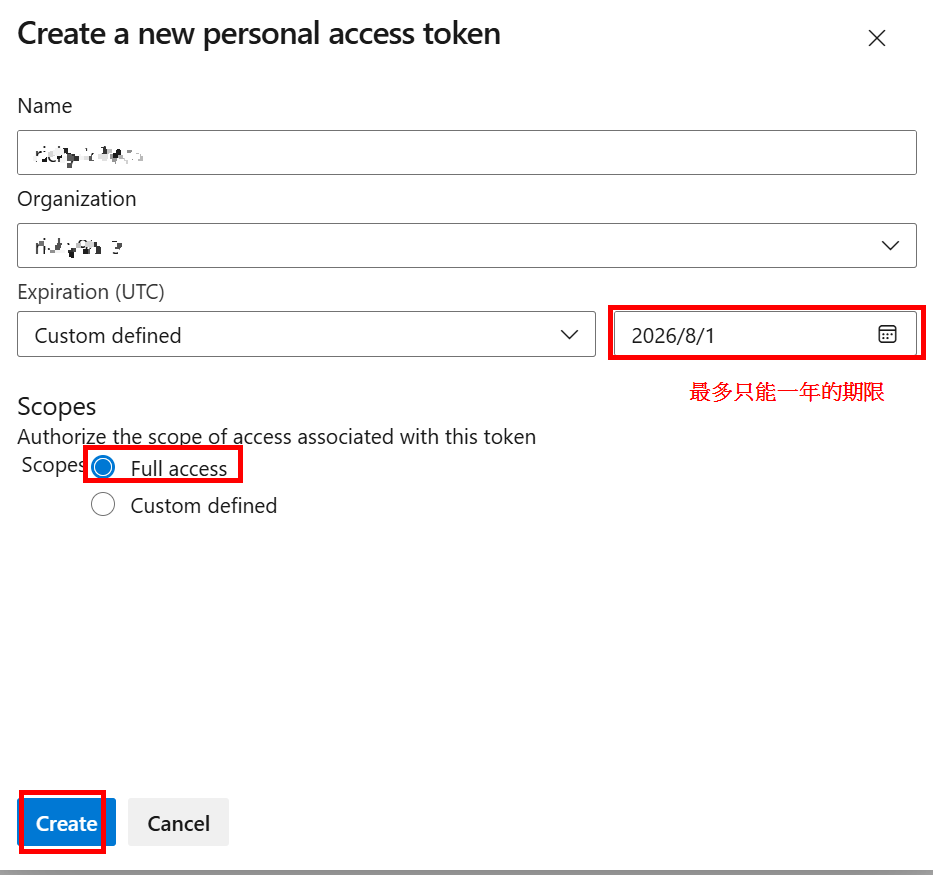 Create a new personal access token
Name
Organization
Expiration (UTC)
Custom defined
2026/8/1
最多只能一年的期限
Scopes
Authorize the scope of access associated with this token
Scopes
Full access
Custom defined
Create
Cancel